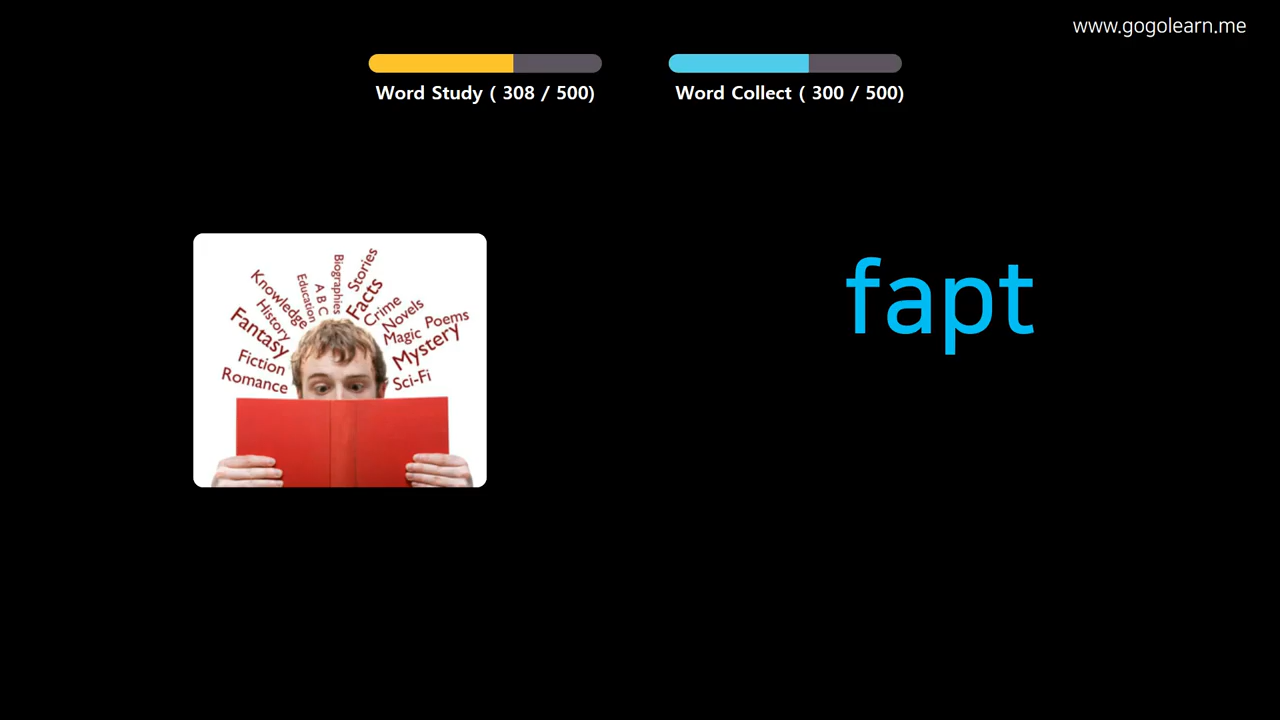 www.gogolearn.me
Word Study ( 308 / 500)
Word Collect ( 300 / 500)
fapt
Stories
Biographies
Facts
Knowledge
Education
A B C
Crime
Novels
History
Poems
Magic
Fantasy
Mystery
Fiction
Romance
Sci-Fi